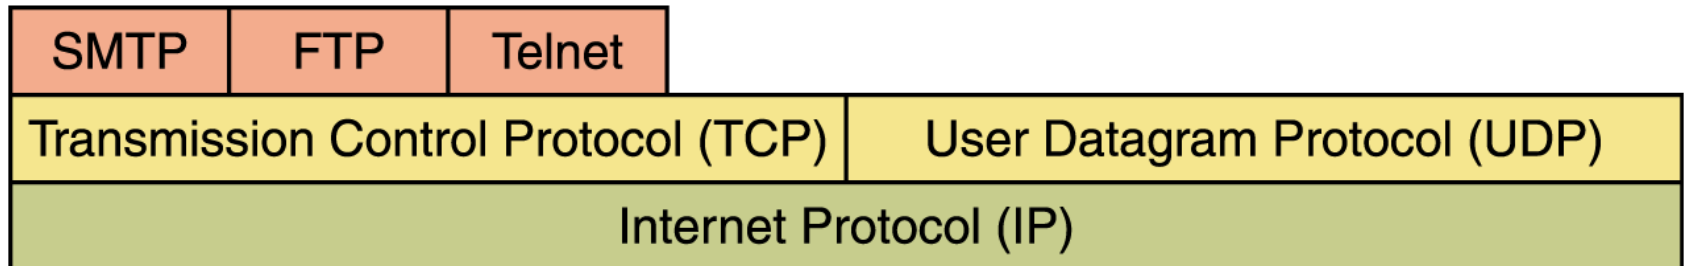 SMTP FTP Telnet
Transmission Control Protocol (TCP) User Datagram Protocol (UDP)
Internet Protocol (IP)